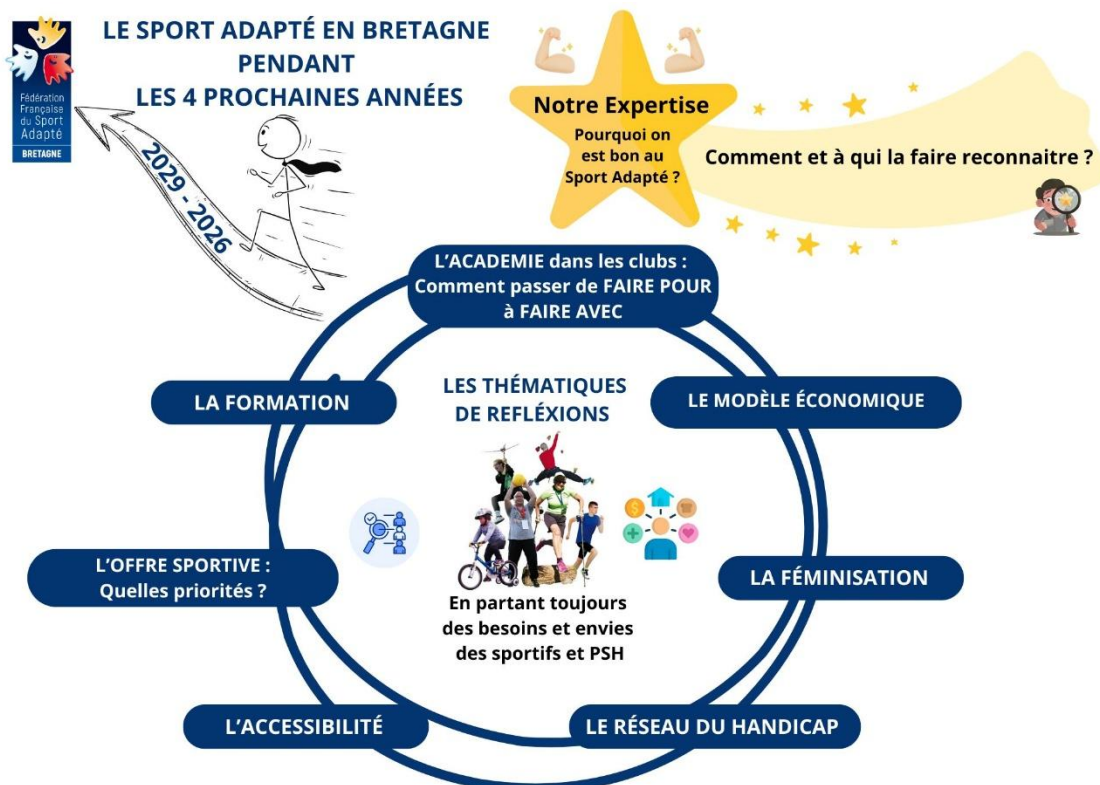 Fédération
Française
du Sport
Adapté
BRETAGNE
LE SPORT ADAPTÉ EN BRETAGNE
PENDANT
LES 4 PROCHAINES ANNÉES
2029 - 2026
Notre Expertise
Pourquoi on
est bon au
Sport Adapté ?
Comment et à qui la faire reconnaitre ?
L'ACADEMIE dans les clubs :
Comment passer de FAIRE POUR
à FAIRE AVEC
LA FORMATION
LES THÉMATIQUES
DE REFLÉXIONS
LE MODÈLE ÉCONOMIQUE
L'OFFRE SPORTIVE :
Quelles priorités ?
LA FÉMINISATION
En partant toujours
des besoins et envies
des sportifs et PSH
L'ACCESSIBILITÉ
LE RÉSEAU DU HANDICAP